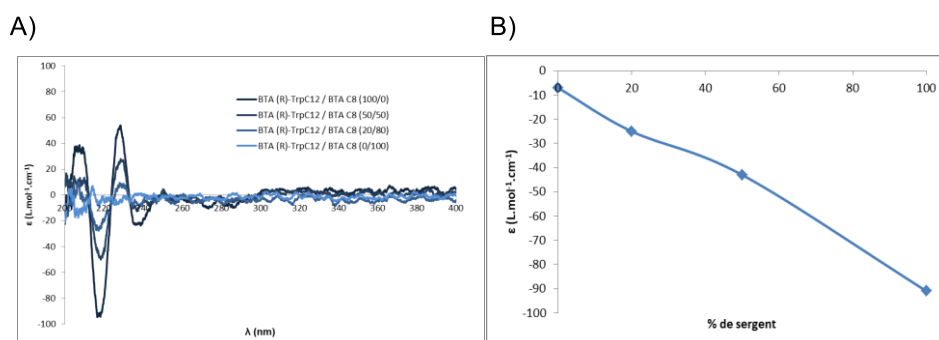 A)
B)
100
80
60
40
20
0
-20
-40
-60
-80
-100
ε (L.mol-1.cm-1)
200 220 240 260 280 300 320 340 360 380 400
λ (nm)
BTA (R)-TrpC12 / BTA C8 (100/0)
BTA (R)-TrpC12 / BTA C8 (50/50)
BTA (R)-TrpC12 / BTA C8 (20/80)
BTA (R)-TrpC12 / BTA C8 (0/100)
0
-10
-20
-30
-40
-50
-60
-70
-80
-90
-100
ε (L.mol-1.cm-1)
0 20 40 60 80 100
% de sergent